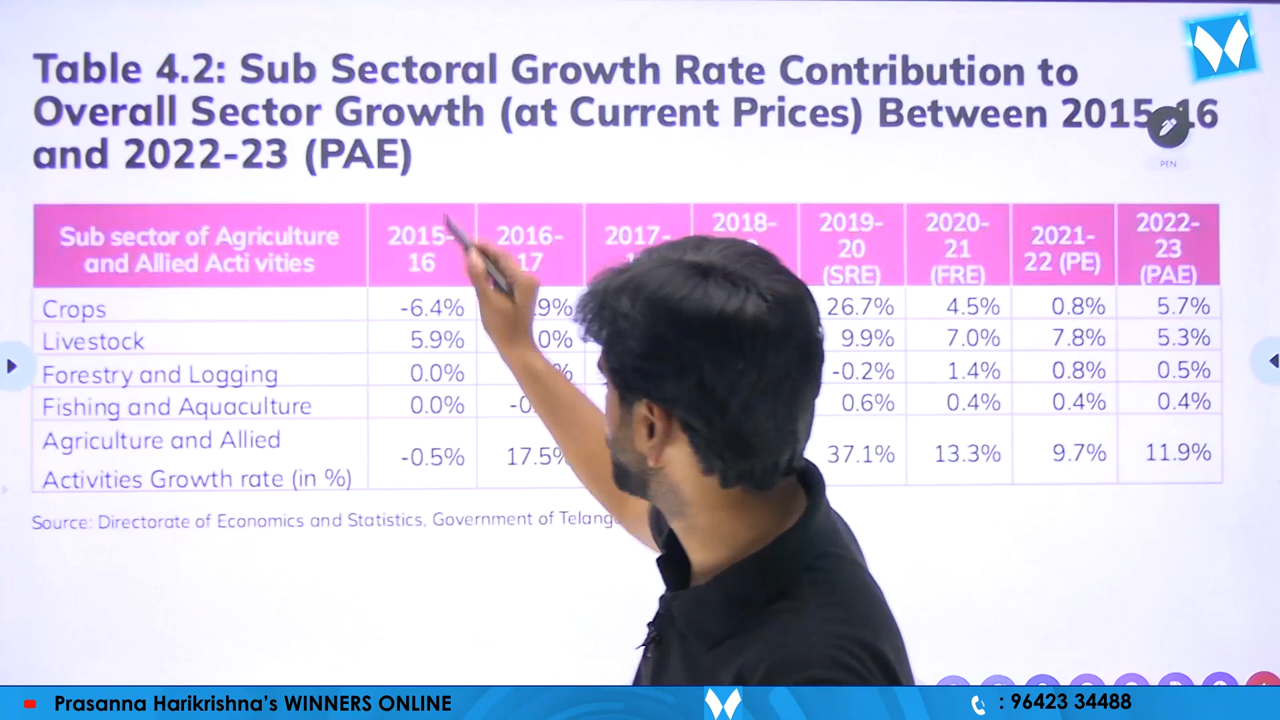 Table 4.2: Sub Sectoral Growth Rate Contribution to
Overall Sector Growth (at Current Prices) Between 2015-16
and 2022-23 (PAE)
PEN
Sub sector of Agriculture and Allied Acti vities 2015-16 2016-17 2017- 2018- 2019-20 (SRE) 2020-21 (FRE) 2021-22 (PE) 2022-23 (PAE)
Crops -6.4% 26.7% 4.5% 0.8% 5.7%
Livestock 5.9% 9.9% 7.0% 7.8% 5.3%
Forestry and Logging 0.0% -0.2% 1.4% 0.8% 0.5%
Fishing and Aquaculture 0.0% 0.6% 0.4% 0.4% 0.4%
Agriculture and Allied
Activities Growth rate (in %) -0.5% 17.5% 37.1% 13.3% 9.7% 11.9%
Source: Directorate of Economics and Statistics, Government of
Prasanna Harikrishna's WINNERS ONLINE
: 96423 34488